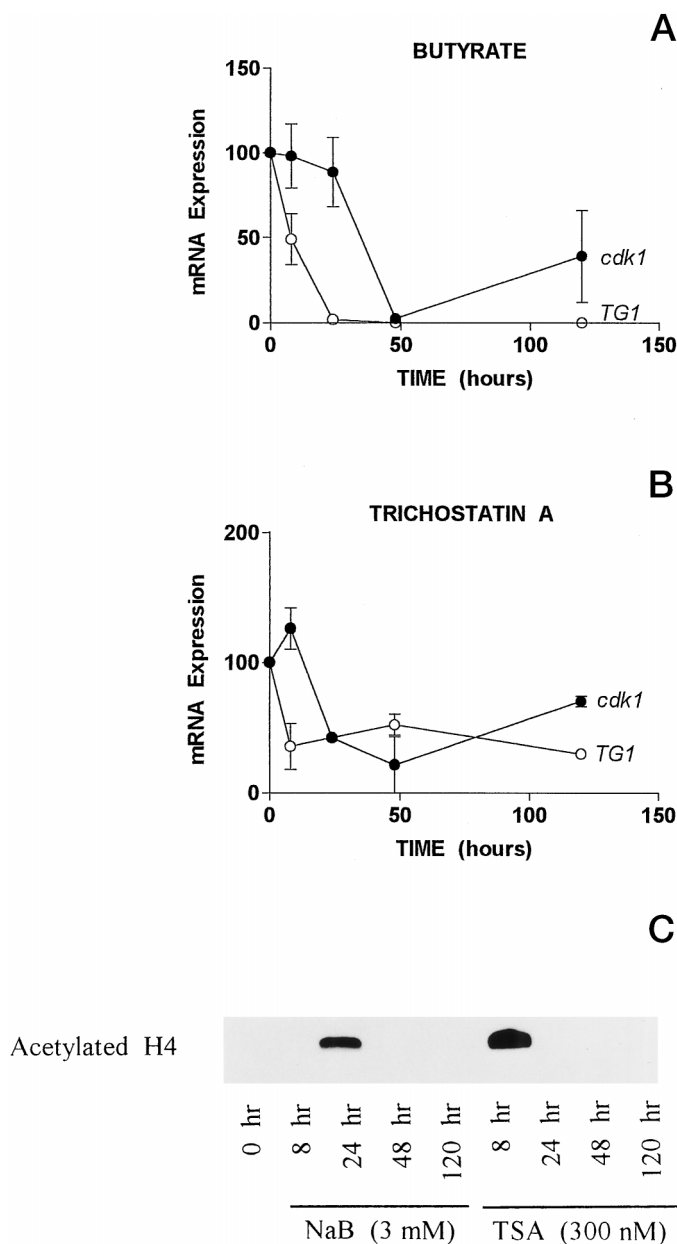 A
BUTYRATE
150
100
50
0
mRNA Expression
cdk1
TG1
0 50 100 150
TIME (hours)
B
TRICHOSTATIN A
200
100
0
mRNA Expression
cdk1
TG1
0 50 100 150
TIME (hours)
C
Acetylated H4
0 hr
8 hr
24 hr
48 hr
120 hr
8 hr
24 hr
48 hr
120 hr
NaB (3 mM) TSA (300 nM)